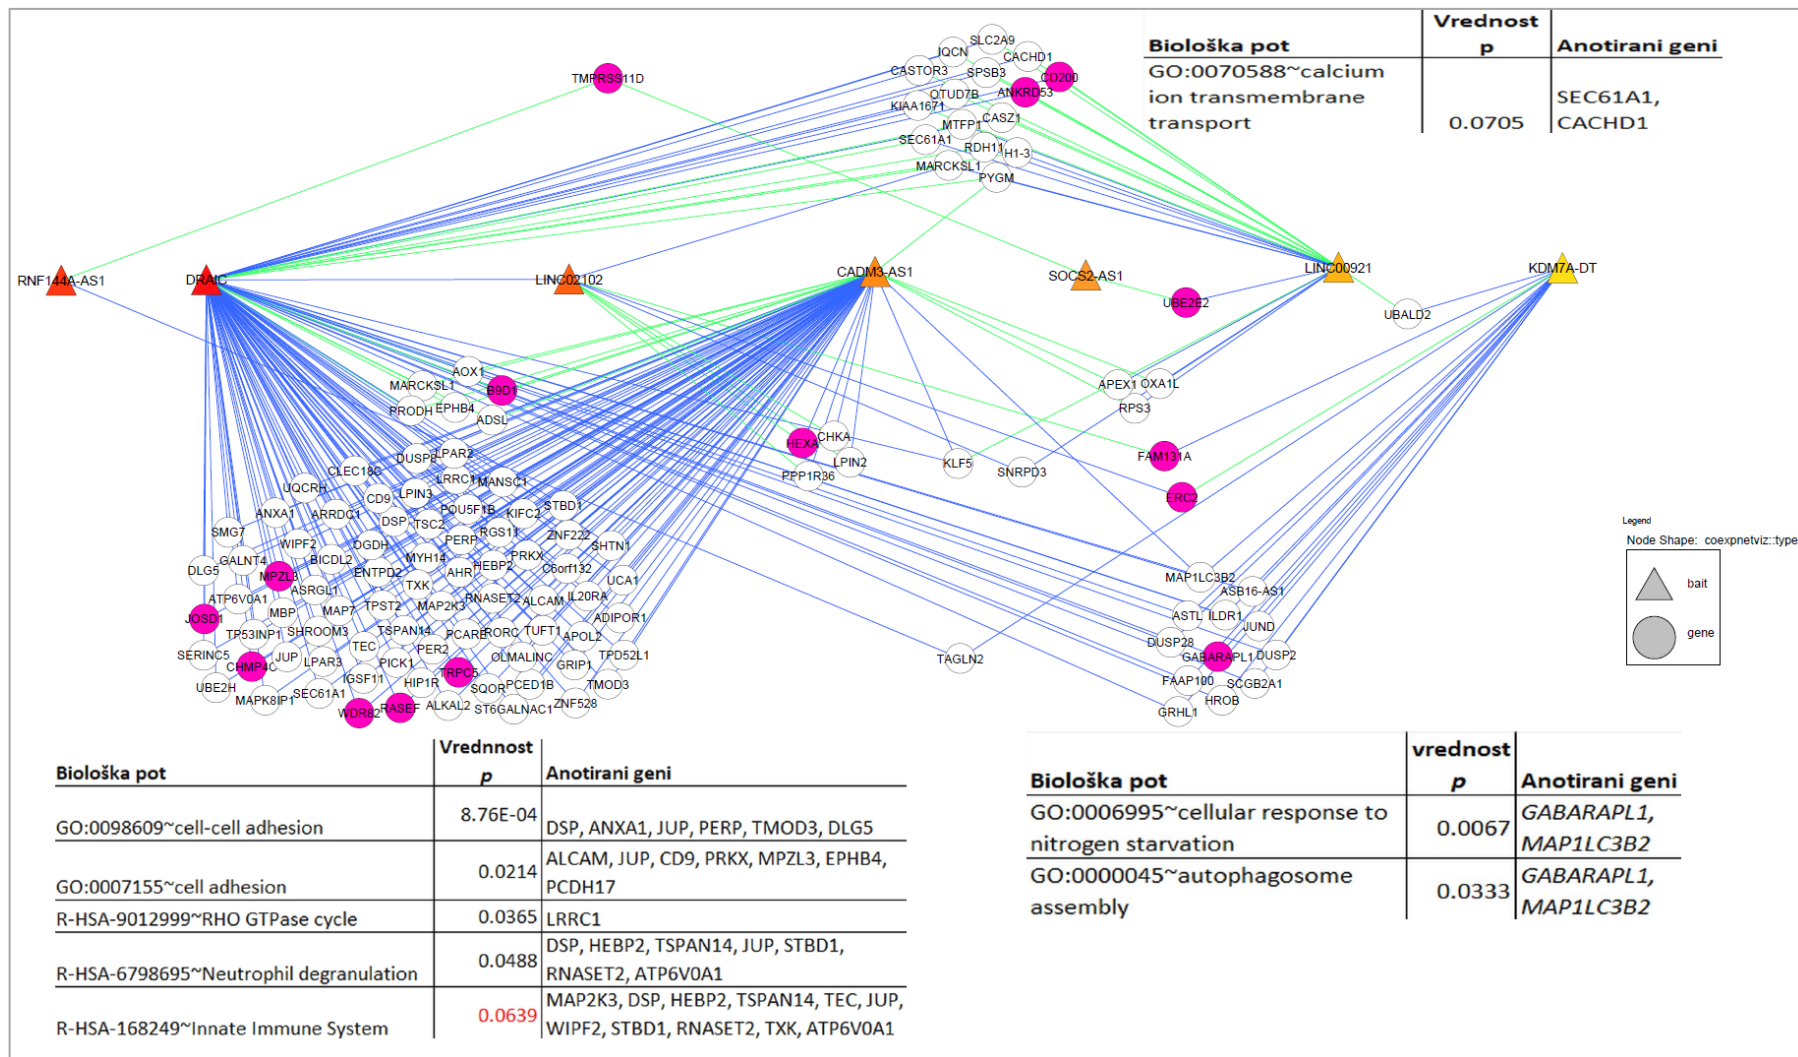 SLC2A9
IQCN
CACHD1
CASTOR3
SPSB3
CD200
TMPRSS11D
OTUD7B
ANKRD53
KIAA1671
MTFP1
CASZ1
SEC61A1
RDH11
H1-3
MARCKSL1
PYGM
Biološka pot
Vrednost
p
Anotirani geni
GO:0070588~calcium
ion transmembrane
transport
0.0705
SEC61A1,
CACHD1
RNF144A-AS1
DRAIC
LINC02102
CADM3-AS1
SOCS2-AS1
LINC00921
KDM7A-DT
UBE2E2
UBALD2
AOX1
MARCKSL1
B9D1
PRODH
EPHB4
ADSL
APEX1
OXA1L
RPS3
HEXA
CHKA
LPIN2
PPP1R36
KLF5
SNRPD3
FAM131A
ERC2
CLEC18C
DUSP8
LPAR2
UQCRH
CD9
LPIN3
LRRC1
MANSC1
ANXA1
ARRDC1
DSP
TSC2
POU5F1B
KIFC2
STBD1
SMG7
WIPF2
OGDH
PERP
RGS11
ZNF222
SHTN1
DLG5
GALNT4
BICDL2
MYH14
HEBP2
PRKX
MPZL3
ENTPD2
AHR
C6orf132
ATP6V0A1
ASRGL1
TXK
RNASET2
ALCAM
IL20RA
UCA1
JOSD1
MBP
MAP7
TPST2
MAP2K3
ADIPOR1
TP53INP1
SHROOM3
TSPAN14
PCARE
RORC
TUFT1
APOL2
SERINC5
CHMP4C
JUP
LPAR3
TEC
PER2
OLMALINC
TPD52L1
UBE2H
IGSF11
PICK1
TRPC5
GRIP1
MAPK8IP1
SEC61A1
HIP1R
SQOR
PCED1B
TMOD3
WDR82
RASEF
ALKAL2
ST6GALNAC1
ZNF528
TAGLN2
MAP1LC3B2
ASB16-AS1
ASTL
ILDR1
JUND
DUSP28
GABARAPL1
DUSP2
FAAP100
SCGB2A1
HROB
GRHL1
Legend
Node Shape: coexpnetviz::type
bait
gene
Biološka pot
Vrednnost
p
Anotirani geni
GO:0098609~cell-cell adhesion
8.76E-04
DSP, ANXA1, JUP, PERP, TMOD3, DLG5
GO:0007155~cell adhesion
0.0214
ALCAM, JUP, CD9, PRKX, MPZL3, EPHB4,
PCDH17
R-HSA-9012999~RHO GTPase cycle
0.0365
LRRC1
R-HSA-6798695~Neutrophil degranulation
0.0488
DSP, HEBP2, TSPAN14, JUP, STBD1,
RNASET2, ATP6V0A1
R-HSA-168249~Innate Immune System
0.0639
MAP2K3, DSP, HEBP2, TSPAN14, TEC, JUP,
WIPF2, STBD1, RNASET2, TXK, ATP6V0A1
Biološka pot
vrednost
p
Anotirani geni
GO:0006995~cellular response to
nitrogen starvation
0.0067
GABARAPL1,
MAP1LC3B2
GO:0000045~autophagosome
assembly
0.0333
GABARAPL1,
MAP1LC3B2